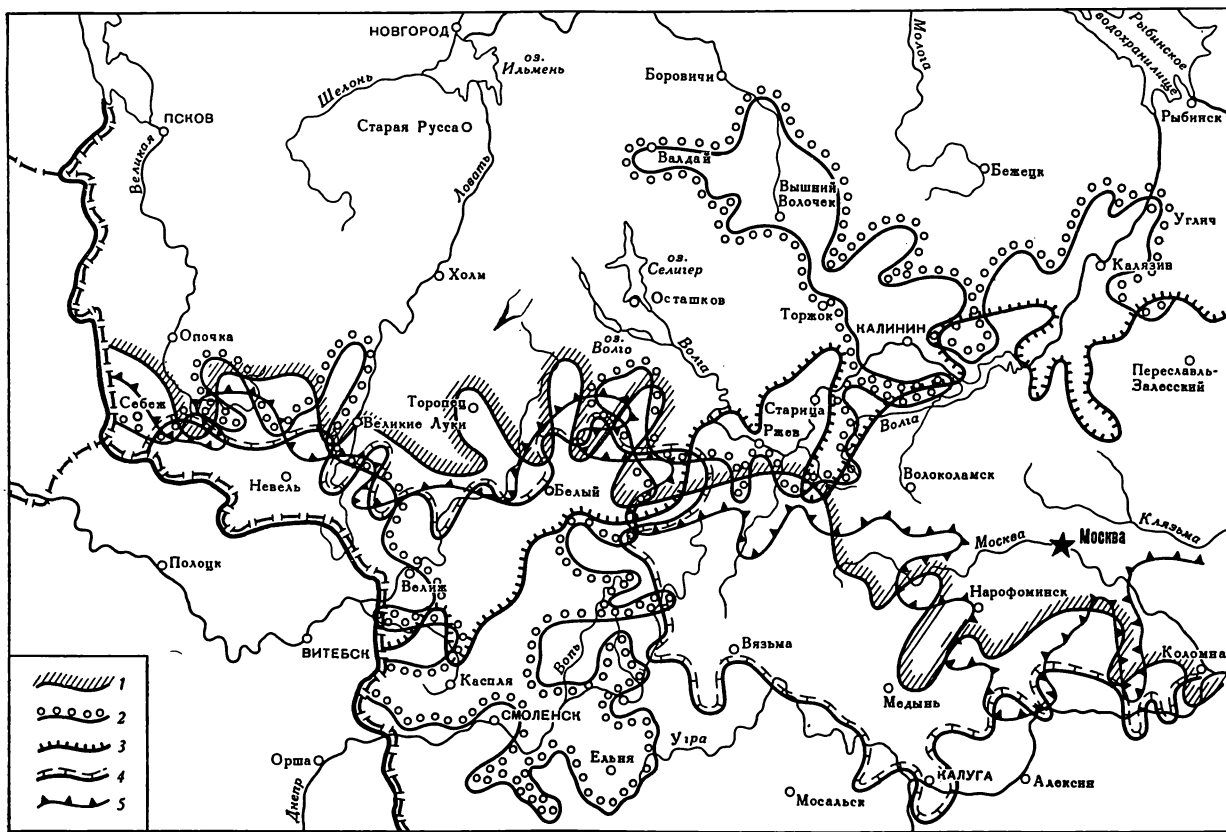 НОВГОРОД
оз.
Ильмень
Шелонь
Боровичи
Молога
Рыбинское
водохранилище
Рыбинск
ПСКОВ
Великая
Старая Русса
Ловать
Валдай
Вышний
Волочек
Бежецк
Углич
Холм
оз.
Селигер
Осташков
Калязин
Торжок
КАЛИНИН
Опочка
оз.
Волго
Волга
Переславль-
Залесский
Себеж
Торопец
Великие Луки
Старица
Ржев
Волга
Невель
Белый
Волоколамск
Клязьма
Москва
Москва
Полоцк
Велиж
Нарофоминск
ВИТЕБСК
Вопь
Вязьма
Коломна
Каспля
Медынь
СМОЛЕНСК
Угра
Орша
Ельня
КАЛУГА
Алексин
Днепр
Мосальск
1
2
3
4
5